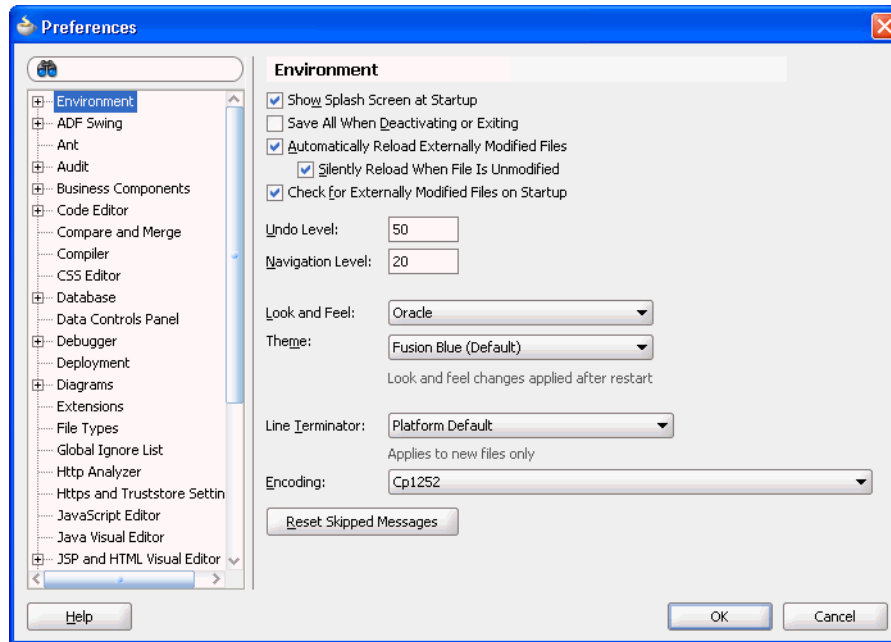 Preferences
Environment
ADF Swing
Ant
Audit
Business Components
Code Editor
Compare and Merge
Compiler
CSS Editor
Database
Data Controls Panel
Debugger
Deployment
Diagrams
Extensions
File Types
Global Ignore List
Http Analyzer
Https and Truststore Settin
JavaScript Editor
Java Visual Editor
JSP and HTML Visual Editor
Environment
Show Splash Screen at Startup
Save All When Deactivating or Exiting
Automatically Reload Externally Modified Files
Silently Reload When File Is Unmodified
Check for Externally Modified Files on Startup
Undo Level: 50
Navigation Level: 20
Look and Feel: Oracle
Theme: Fusion Blue (Default)
Look and feel changes applied after restart
Line Terminator: Platform Default
Applies to new files only
Encoding: Cp1252
Reset Skipped Messages
Help OK Cancel